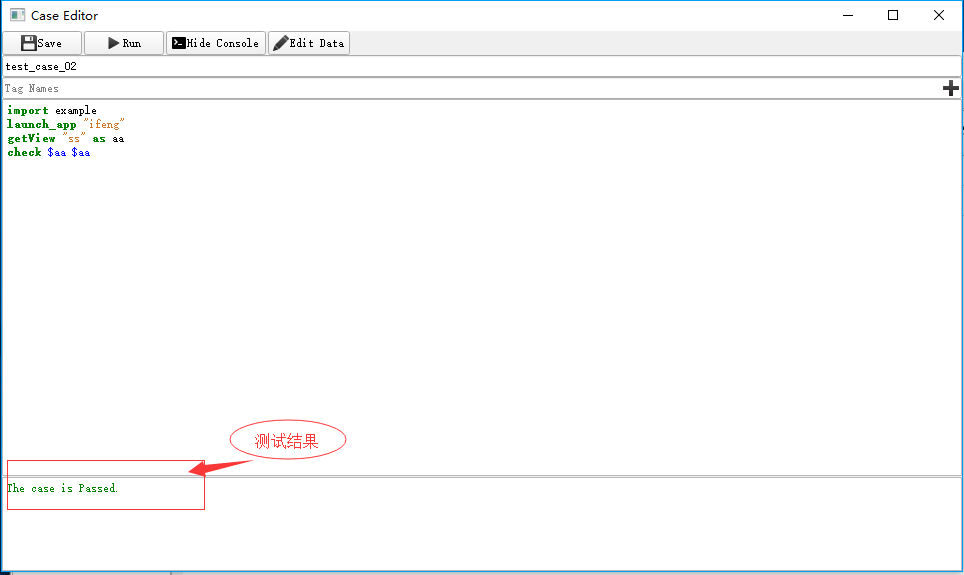 Case Editor
Save Run Hide Console Edit Data
test_case_02
Tag Names
import example
launch_app "ifeng"
getView "ss" as aa
check $aa $aa
测试结果
The case is Passed.